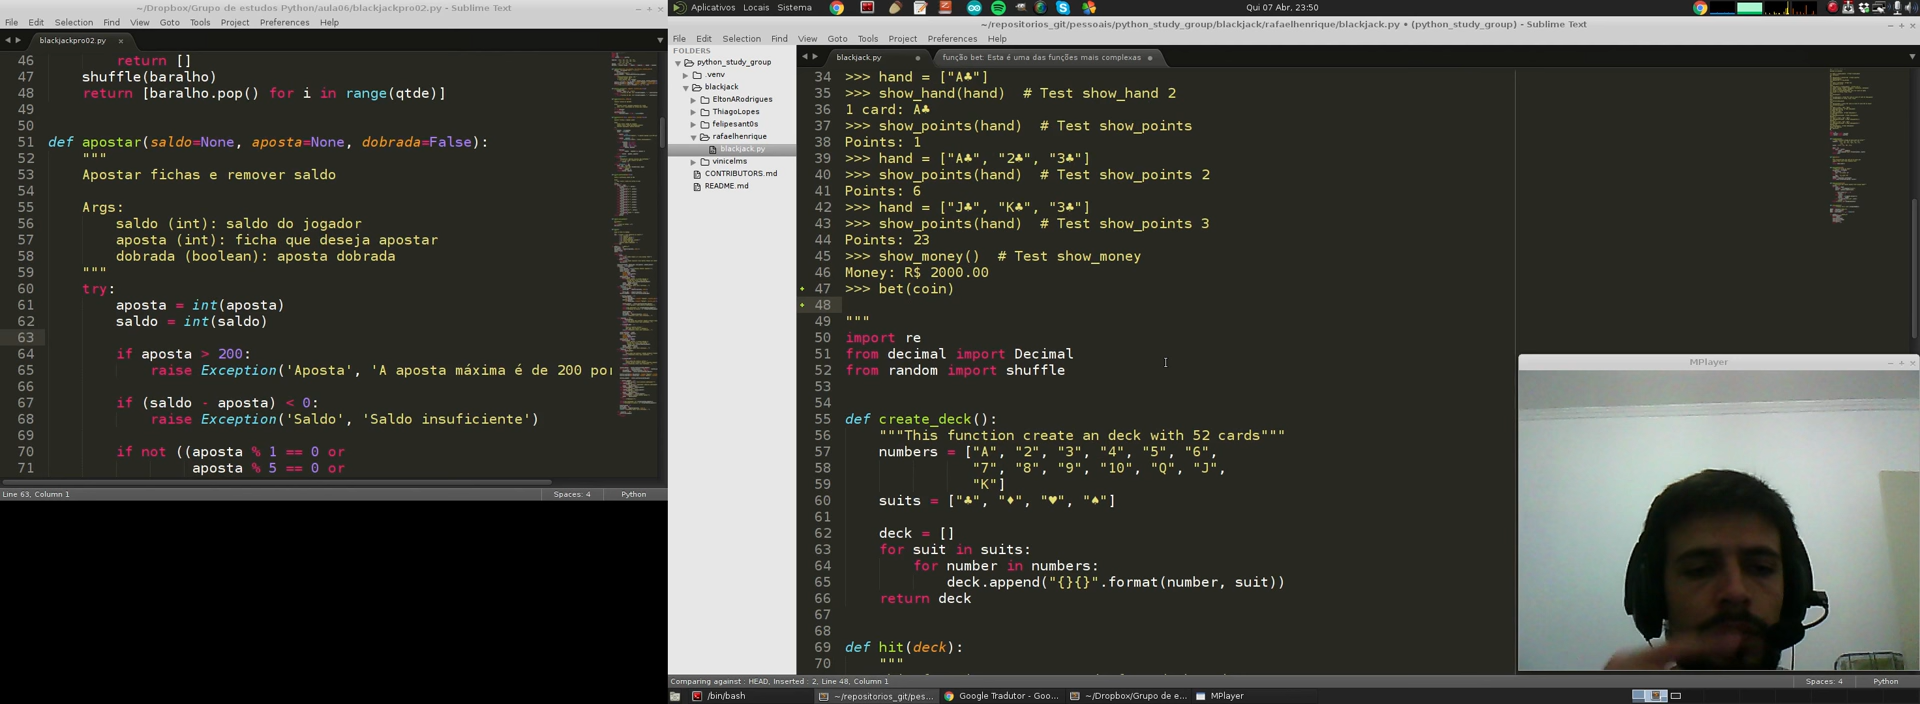 ~/Dropbox/Grupo de estudos Python/aula06/blackjackpro02.py - Sublime Text
File Edit Selection Find View Goto Tools Project Preferences Help
blackjackpro02.py ×
46 return []
47 shuffle(baralho)
48 return [baralho.pop() for i in range(qtde)]
49
50
51 def apostar(saldo=None, aposta=None, dobrada=False):
52 """
53 Apostar fichas e remover saldo
54
55 Args:
56 saldo (int): saldo do jogador
57 aposta (int): ficha que deseja apostar
58 dobrada (boolean): aposta dobrada
59 """
60 try:
61 aposta = int(aposta)
62 saldo = int(saldo)
63
64 if aposta > 200:
65 raise Exception('Aposta', 'A aposta máxima é de 200 por
66
67 if (saldo - aposta) < 0:
68 raise Exception('Saldo', 'Saldo insuficiente')
69
70 if not ((aposta % 1 == 0 or
71 aposta % 5 == 0 or
Line 63, Column 1 Spaces: 4 Python
Aplicativos Locais Sistema Qui 07 Abr, 23:50
~/repositorios_git/pessoais/python_study_group/blackjack/rafaelhenrique/blackjack.py • (python_study_group) - Sublime Text
File Edit Selection Find View Goto Tools Project Preferences Help
FOLDERS
python_study_group
.venv
blackjack
EltonARodrigues
ThiagoLopes
felipesant0s
rafaelhenrique
blackjack.py
vinicelms
CONTRIBUTORS.md
README.md
blackjack.py função bet: Esta é uma das funções mais complexas
34 >>> hand = ["A♣"]
35 >>> show_hand(hand) # Test show_hand 2
36 1 card: A♣
37 >>> show_points(hand) # Test show_points
38 Points: 1
39 >>> hand = ["A♣", "2♣", "3♣"]
40 >>> show_points(hand) # Test show_points 2
41 Points: 6
42 >>> hand = ["J♣", "K♣", "3♣"]
43 >>> show_points(hand) # Test show_points 3
44 Points: 23
45 >>> show_money() # Test show_money
46 Money: R$ 2000.00
47 >>> bet(coin)
48
49 """
50 import re
51 from decimal import Decimal
52 from random import shuffle
53
54
55 def create_deck():
56 """This function create an deck with 52 cards"""
57 numbers = ["A", "2", "3", "4", "5", "6",
58 "7", "8", "9", "10", "Q", "J",
59 "K"]
60 suits = ["♣", "♦", "♥", "♠"]
61
62 deck = []
63 for suit in suits:
64 for number in numbers:
65 deck.append("{}{}".format(number, suit))
66 return deck
67
68
69 def hit(deck):
70 """
Comparing against : HEAD, Inserted : 2, Line 48, Column 1 Spaces: 4 Python
MPlayer
/bin/bash ~/repositorios_git/pes... Google Tradutor - Goo... ~/Dropbox/Grupo de e... MPlayer